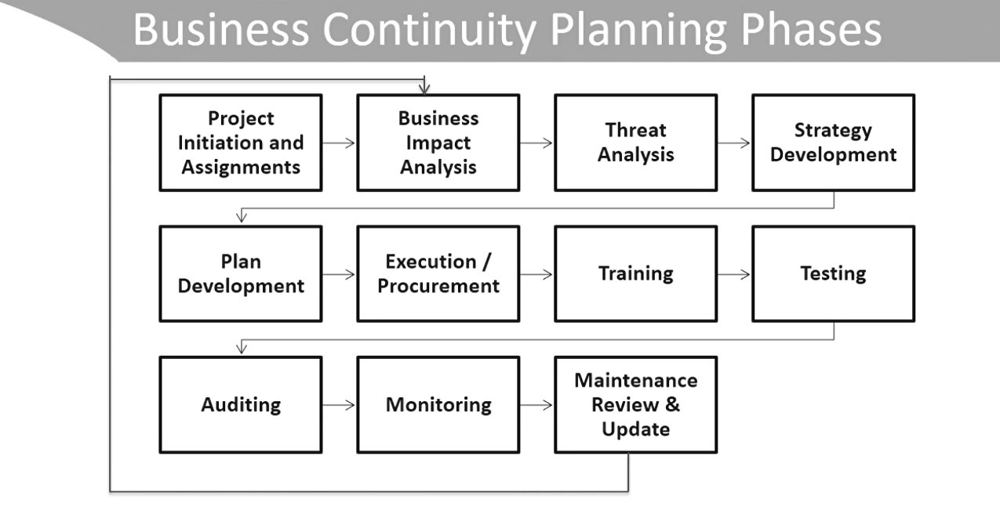 Business Continuity Planning Phases
Project
Initiation and
Assignments
Business
Impact
Analysis
Threat
Analysis
Strategy
Development
Plan
Development
Execution /
Procurement
Training
Testing
Auditing
Monitoring
Maintenance
Review &
Update